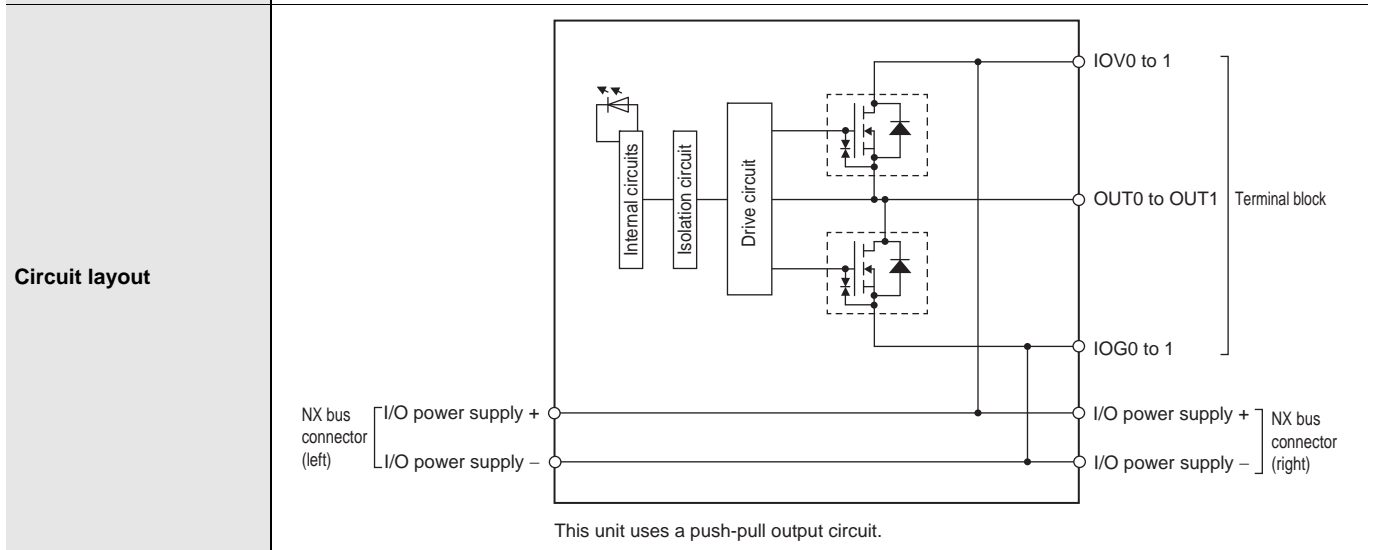 Circuit layout
Internal circuits
Isolation circuit
Drive circuit
IOV0 to 1
OUT0 to OUT1
Terminal block
IOG0 to 1
NX bus
connector
(left)
I/O power supply +
I/O power supply −
I/O power supply +
I/O power supply −
NX bus
connector
(right)
This unit uses a push-pull output circuit.